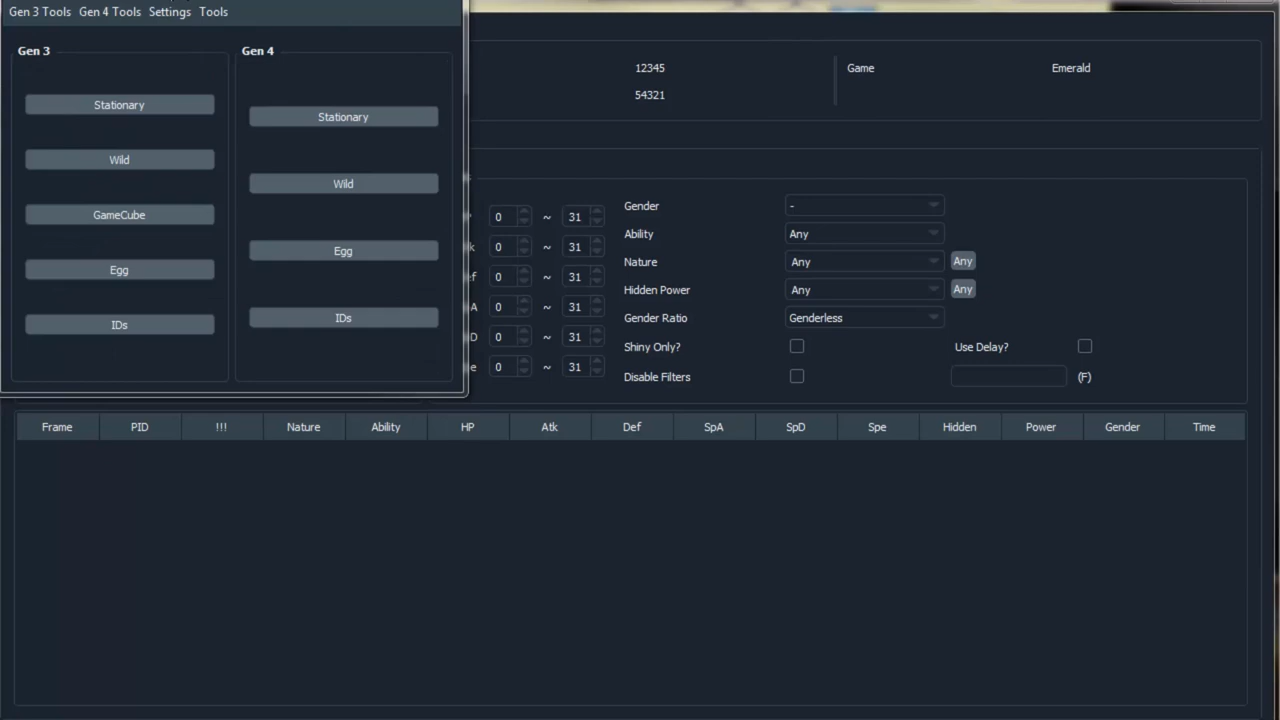 Gen 3 Tools Gen 4 Tools Settings Tools
Gen 3
Stationary
Wild
GameCube
Egg
IDs
Gen 4
Stationary
Wild
Egg
IDs
12345
54321
Game Emerald
0 ~ 31
k 0 ~ 31
f 0 ~ 31
A 0 ~ 31
D 0 ~ 31
e 0 ~ 31
Gender -
Ability Any
Nature Any Any
Hidden Power Any Any
Gender Ratio Genderless
Shiny Only? Use Delay?
Disable Filters (F)
Frame PID !!! Nature Ability HP Atk Def SpA SpD Spe Hidden Power Gender Time